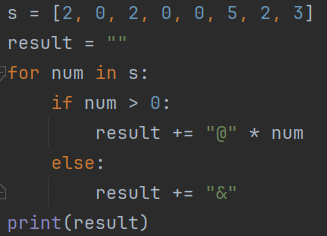 s = [2, 0, 2, 0, 0, 5, 2, 3]
result = ""
for num in s:
    if num > 0:
        result += "@" * num
    else:
        result += "&"
print(result)